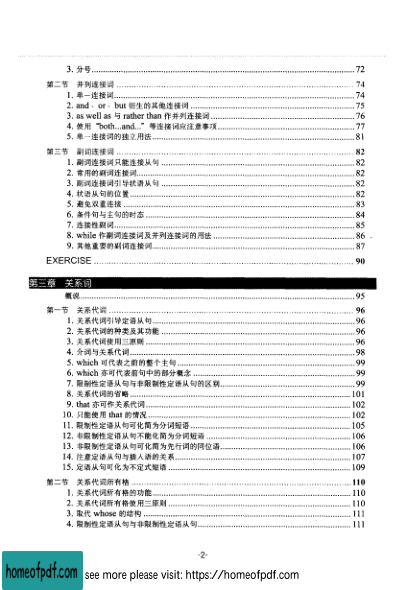 3. 分号 72
第二节 并列连接词 74
1. 单一连接词 74
2. and、or、but 衍生的其他连接词 75
3. as well as 与 rather than 作并列连接词 76
4. 使用 "both...and..." 等连接词应注意事项 77
5. 单一连接词的独立用法 81
第三节 副词连接词 82
1. 副词连接词只能连接从句 82
2. 常用的副词连接词 82
3. 副词连接词引导状语从句 82
4. 状语从句的位置 82
5. 避免双重连接 83
6. 条件句与主句的时态 84
7. 连接性副词 85
8. while 作副词连接词及并列连接词的用法 86
9. 其他重要的副词连接词 87
EXERCISE 90
第三章 关系词
概说 95
第一节 关系代词 96
1. 关系代词引导定语从句 96
2. 关系代词的种类及其功能 96
3. 关系代词使用三原则 96
4. 介词与关系代词 98
5. which 可代表之前的整个主句 99
6. which 亦可代表前句中的部分概念 99
7. 限制性定语从句与非限制性定语从句的区别 99
8. 关系代词的省略 101
9. that 亦可作关系代词 102
10. 只能使用 that 的情况 102
11. 限制性定语从句可化简为分词短语 105
12. 非限制性定语从句不能化简为分词短语 106
13. 非限制性定语从句可化简为先行词的同位语 106
14. 注意定语从句与插入语的关系 107
15. 定语从句可化为不定式短语 109
第二节 关系代词所有格 110
1. 关系代词所有格的功能 110
2. 关系代词所有格使用三原则 110
3. 取代 whose 的结构 111
4. 限制性定语从句与非限制性定语从句 111
-2-
homeofpdf.com see more please visit: https://homeofpdf.com